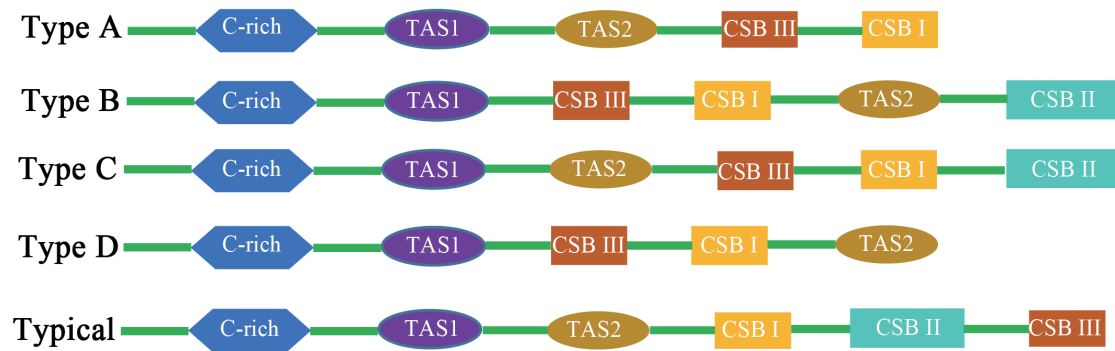 Type A C-rich TAS1 TAS2 CSB III CSB I
Type B C-rich TAS1 CSB III CSB I TAS2 CSB II
Type C C-rich TAS1 TAS2 CSB III CSB I CSB II
Type D C-rich TAS1 CSB III CSB I TAS2
Typical C-rich TAS1 TAS2 CSB I CSB II CSB III